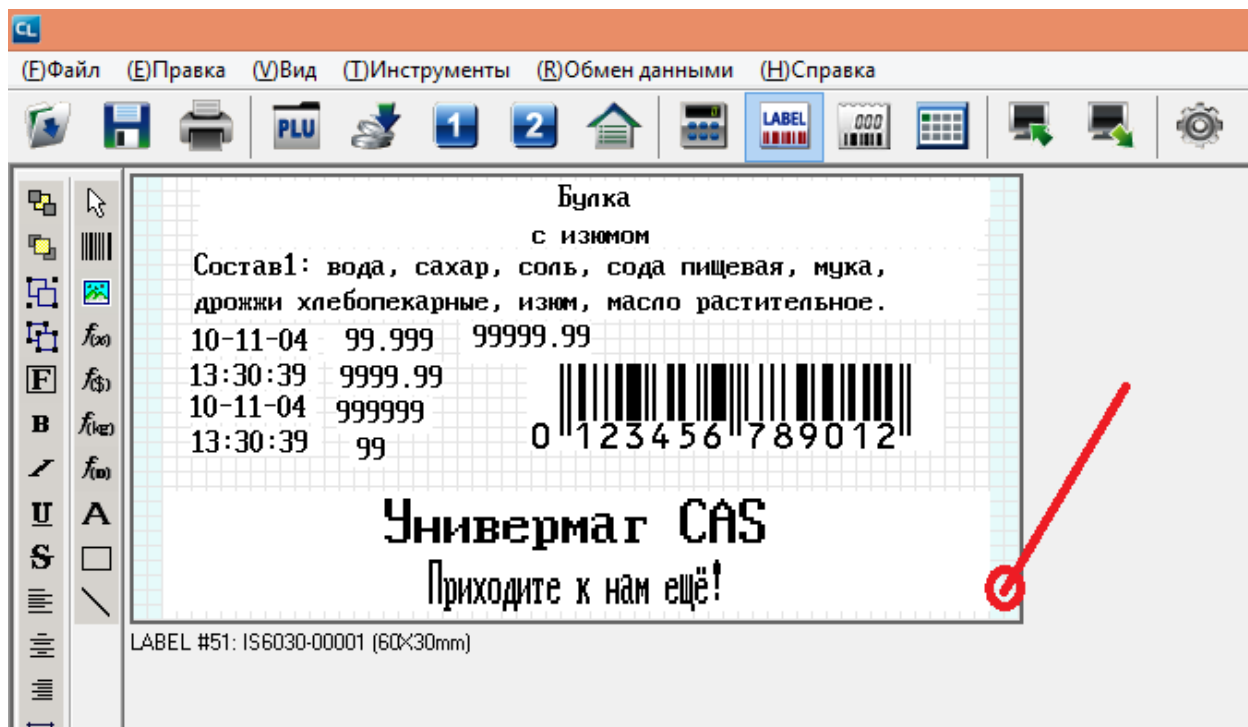 CL
(F)Файл (E)Правка (V)Вид (T)Инструменты (R)Обмен данными (H)Справка
PLU 1 2 LABEL 000
Булка
с изюмом
Состав1: вода, сахар, соль, сода пищевая, мука,
дрожжи хлебопекарные, изюм, масло растительное.
10-11-04 99.999 99999.99
13:30:39 9999.99
10-11-04 999999
13:30:39 99
0 123456 789012
Универмаг CAS
Приходите к нам ещё!
LABEL #51: IS6030-00001 (60X30mm)
f(x)
F f($)
B f(kg)
I f(m)
U A
S